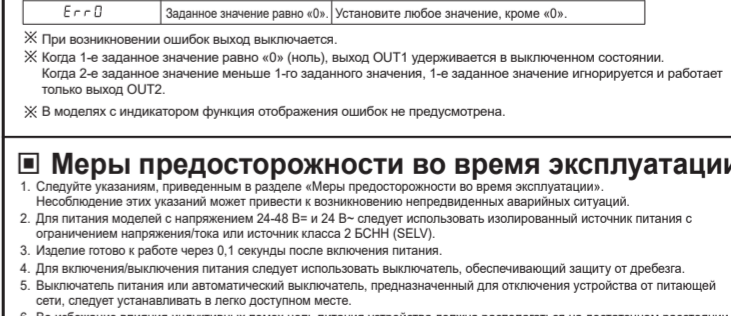 Err0 Заданное значение равно «0». Установите любое значение, кроме «0».
※ При возникновении ошибок выход выключается.
※ Когда 1-е заданное значение равно «0» (ноль), выход OUT1 удерживается в выключенном состоянии.
Когда 2-е заданное значение меньше 1-го заданного значения, 1-е заданное значение игнорируется и работает
только выход OUT2.
※ В моделях с индикатором функция отображения ошибок не предусмотрена.
▣ Меры предосторожности во время эксплуатации
1. Следуйте указаниям, приведенным в разделе «Меры предосторожности во время эксплуатации».
Несоблюдение этих указаний может привести к возникновению непредвиденных аварийных ситуаций.
2. Для питания моделей с напряжением 24-48 В= и 24 В~ следует использовать изолированный источник питания с
ограничением напряжения/тока или источник класса 2 БСНН (SELV).
3. Изделие готово к работе через 0,1 секунды после включения питания.
4. Для включения/выключения питания следует использовать выключатель, обеспечивающий защиту от дребезга.
5. Выключатель питания или автоматический выключатель, предназначенный для отключения устройства от питающей
сети, следует устанавливать в легко доступном месте.